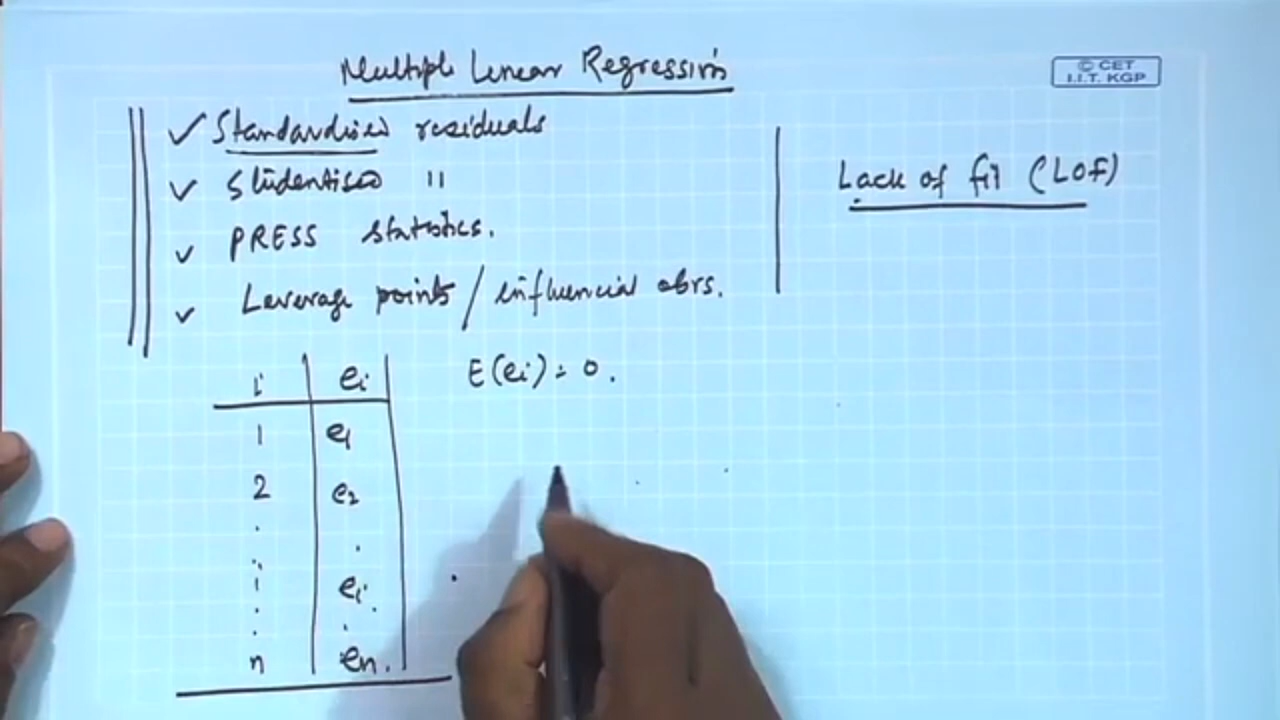 Multiple Linear Regression
© CET
I.I.T. KGP
✓ Standardised residuals
✓ Studentised "
✓ PRESS statistics.
✓ Leverage points / influencial obrs.
Lack of fit (LOF)
i | ei
1 | e1
2 | e2
. .
i | ei.
. .
n | en.
E(ei) = 0.